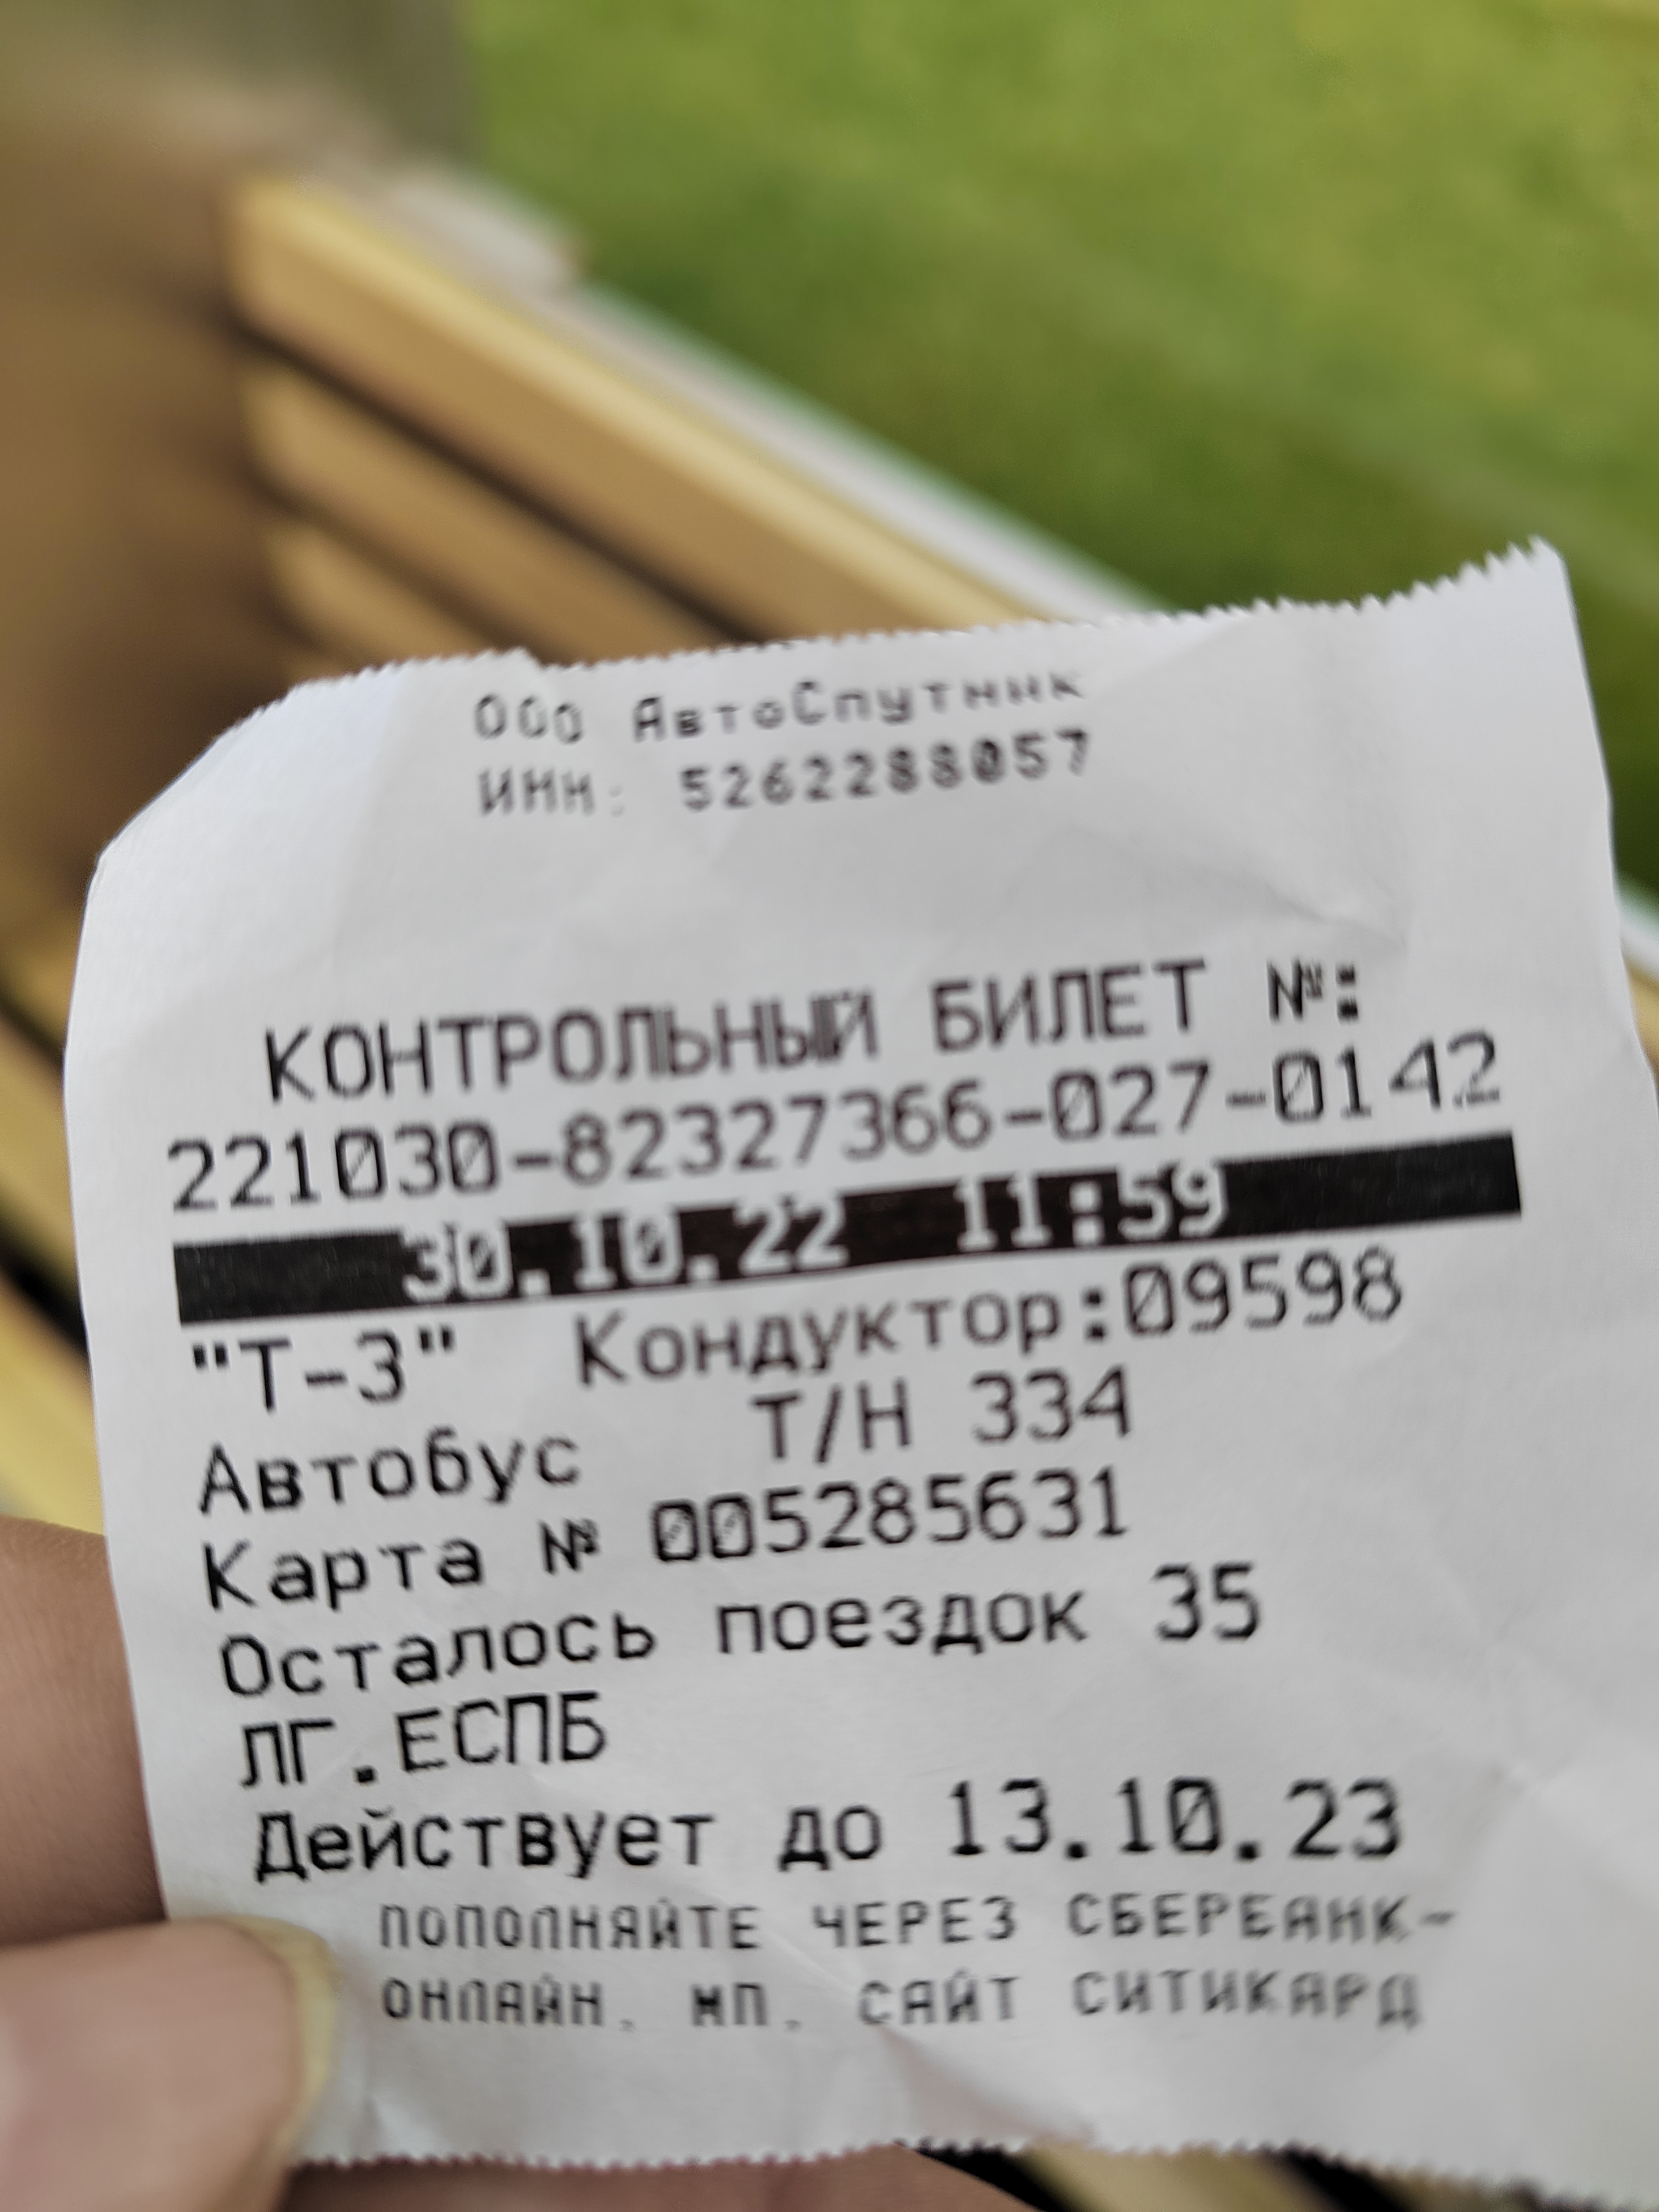 ООО АвтоСпутник
ИНН: 5262288057
КОНТРОЛЬНЫЙ БИЛЕТ №:
221030-82327366-027-0142
30.10.22 11:59
"Т-3" Кондуктор:09598
Автобус Т/Н 334
Карта № 005285631
Осталось поездок 35
ЛГ.ЕСПБ
Действует до 13.10.23
ПОПОЛНЯЙТЕ ЧЕРЕЗ СБЕРБАНК-
ОНЛАЙН, МП, САЙТ СИТИКАРД